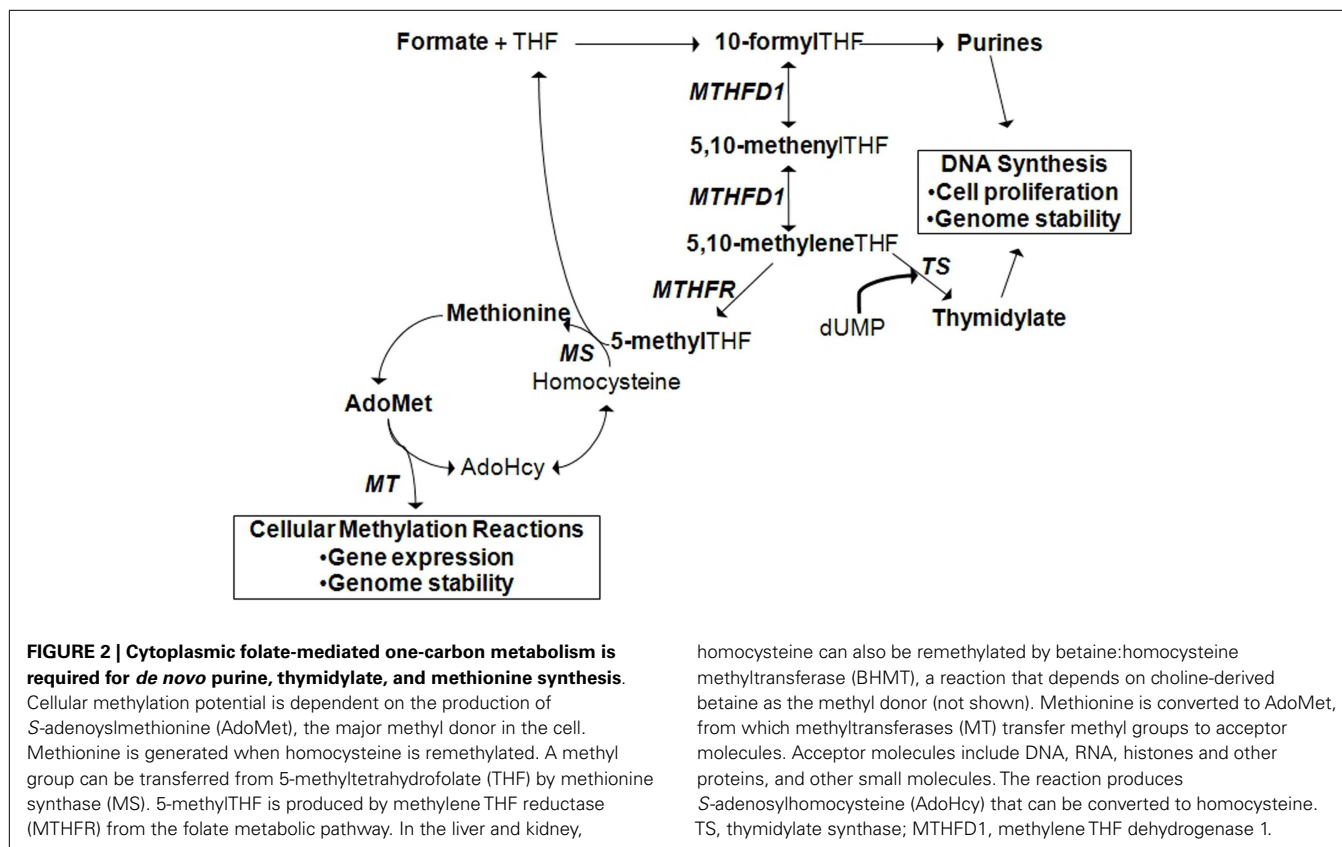 Formate + THF
10-formylTHF
Purines
MTHFD1
5,10-methenylTHF
MTHFD1
5,10-methyleneTHF
DNA Synthesis
•Cell proliferation
•Genome stability
TS
MTHFR
dUMP
Thymidylate
Methionine
5-methylTHF
MS
Homocysteine
AdoMet
AdoHcy
MT
Cellular Methylation Reactions
•Gene expression
•Genome stability
FIGURE 2 | Cytoplasmic folate-mediated one-carbon metabolism is
required for de novo purine, thymidylate, and methionine synthesis.
Cellular methylation potential is dependent on the production of
S-adenoyslmethionine (AdoMet), the major methyl donor in the cell.
Methionine is generated when homocysteine is remethylated. A methyl
group can be transferred from 5-methyltetrahydrofolate (THF) by methionine
synthase (MS). 5-methylTHF is produced by methylene THF reductase
(MTHFR) from the folate metabolic pathway. In the liver and kidney,
homocysteine can also be remethylated by betaine:homocysteine
methyltransferase (BHMT), a reaction that depends on choline-derived
betaine as the methyl donor (not shown). Methionine is converted to AdoMet,
from which methyltransferases (MT) transfer methyl groups to acceptor
molecules. Acceptor molecules include DNA, RNA, histones and other
proteins, and other small molecules. The reaction produces
S-adenosylhomocysteine (AdoHcy) that can be converted to homocysteine.
TS, thymidylate synthase; MTHFD1, methylene THF dehydrogenase 1.